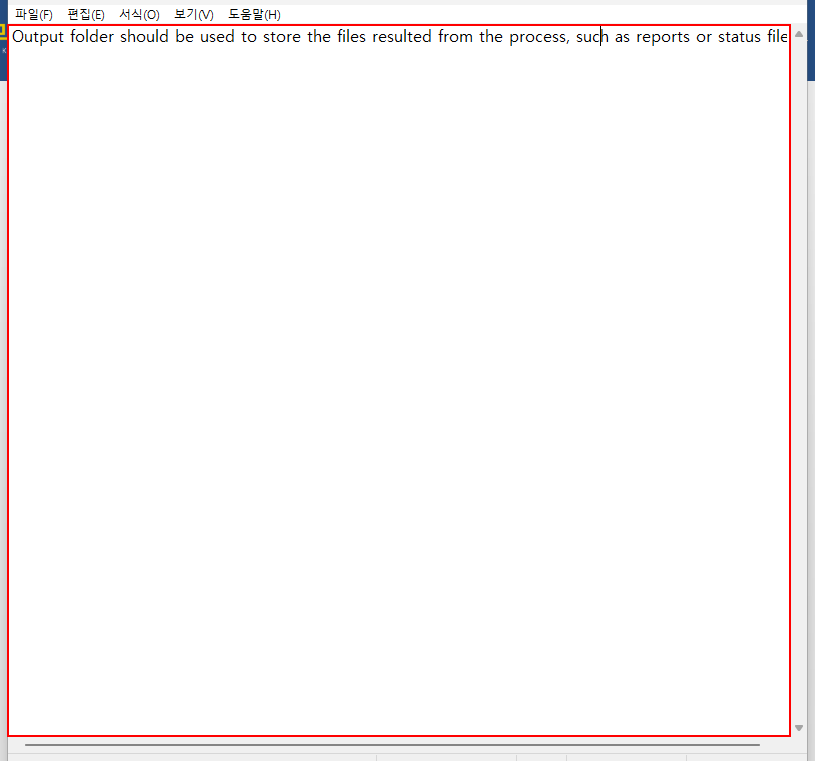 파일(F) 편집(E) 서식(O) 보기(V) 도움말(H)
Output folder should be used to store the files resulted from the process, such as reports or status file